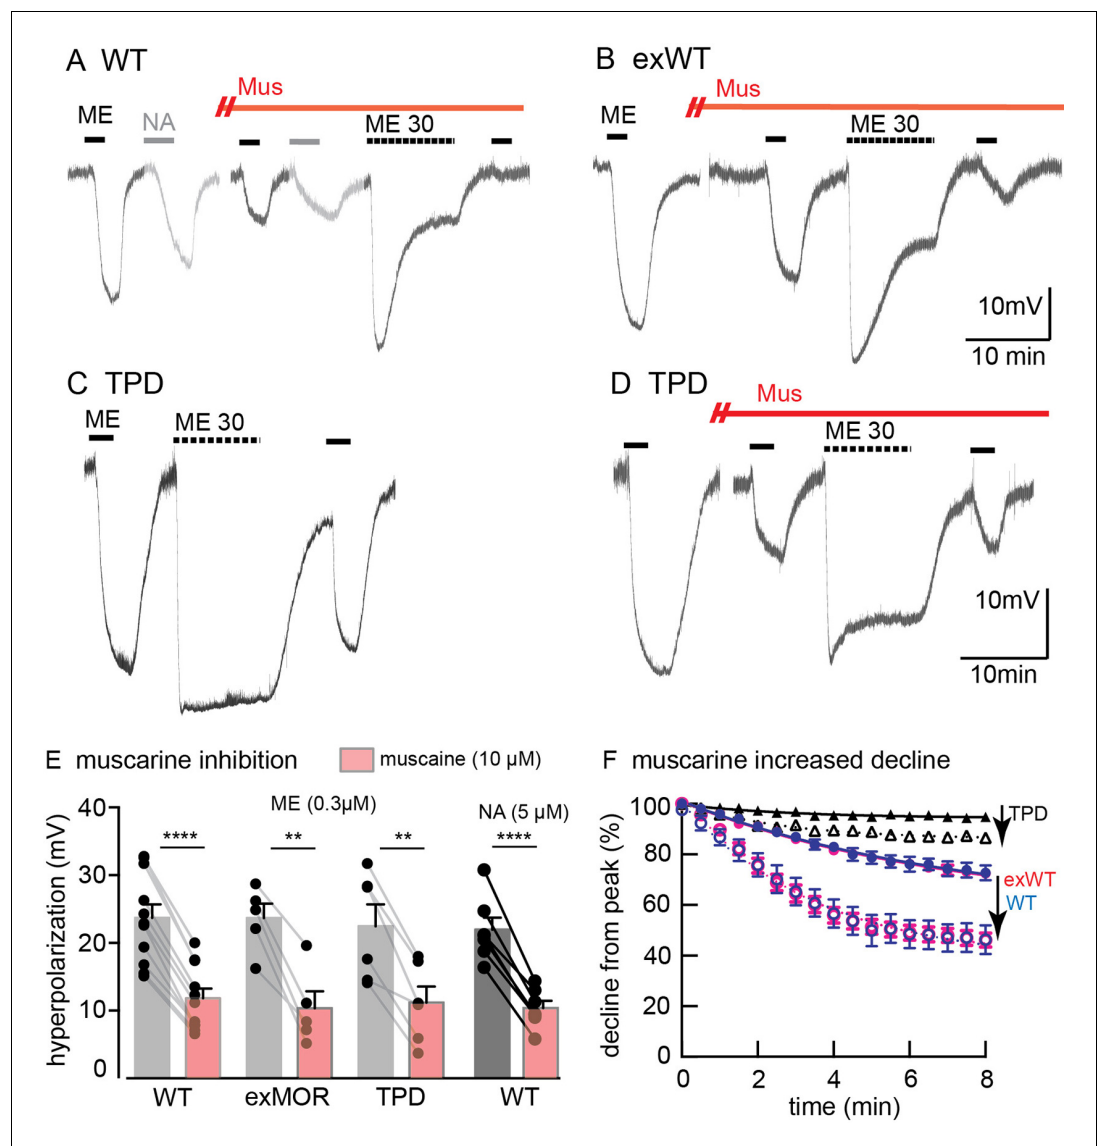 A WT
Mus
ME
NA
ME 30
B exWT
Mus
ME
ME 30
10mV
10 min
C TPD
ME
ME 30
D TPD
Mus
ME 30
10mV
10min
E muscarine inhibition
muscaine (10 µM)
ME (0.3µM)
NA (5 µM)
**** ** ** ****
hyperpolarization (mV)
40
30
20
10
0
WT exMOR TPD WT
F muscarine increased decline
decline from peak (%)
100
80
60
40
20
0
TPD
exWT
WT
0 2 4 6 8
time (min)